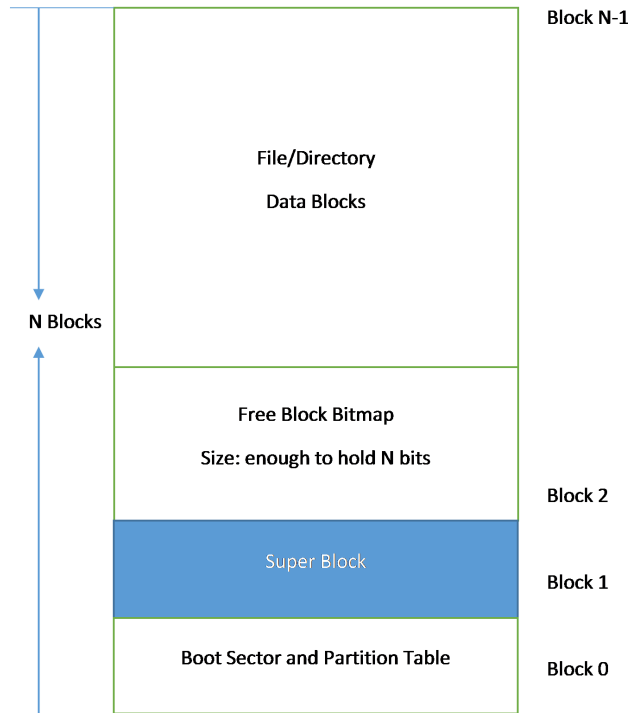 Block N-1
File/Directory
Data Blocks
N Blocks
Free Block Bitmap
Size: enough to hold N bits
Block 2
Super Block
Block 1
Boot Sector and Partition Table
Block 0